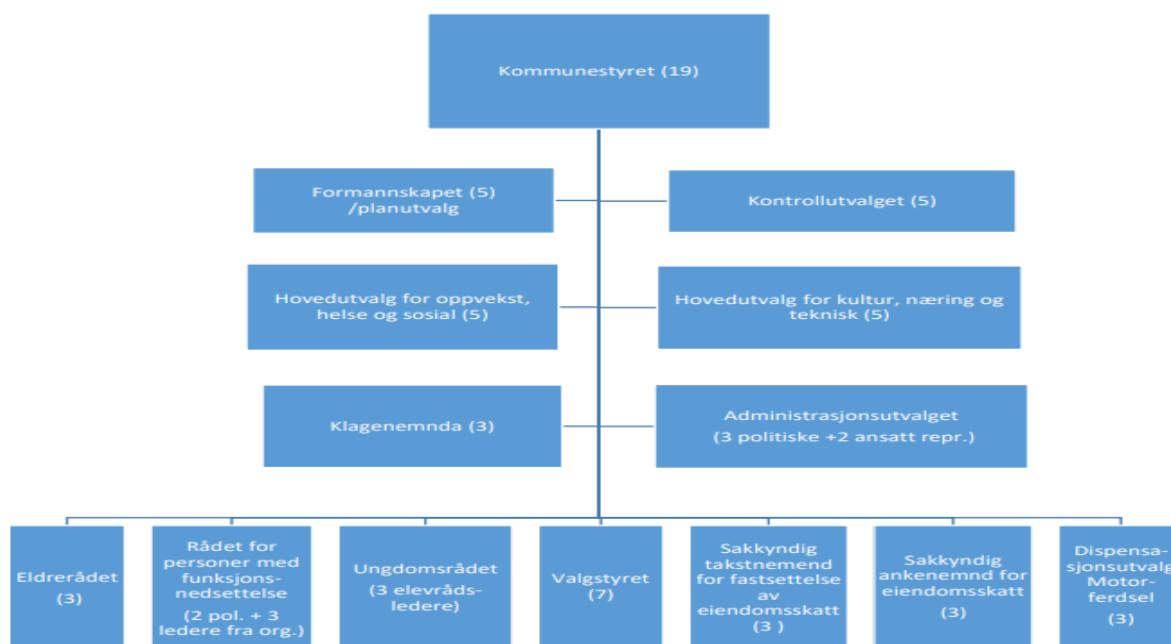 Kommunestyret (19)
Formannskapet (5)
/planutvalg
Kontrollutvalget (5)
Hovedutvalg for oppvekst,
helse og sosial (5)
Hovedutvalg for kultur, næring og
teknisk (5)
Klagenemnda (3)
Administrasjonsutvalget
(3 politiske +2 ansatt repr.)
Eldrerådet
(3)
Rådet for
personer med
funksjons-
nedsettelse
(2 pol. + 3
ledere fra org.)
Ungdomsrådet
(3 elevråds-
ledere)
Valgstyret
(7)
Sakkyndig
takstnemend
for fastsettelse
av
eiendomsskatt
(3 )
Sakkyndig
ankenemnd for
eiendomsskatt
(3)
Dispensa-
sjonsutvalg
Motor-
ferdsel
(3)